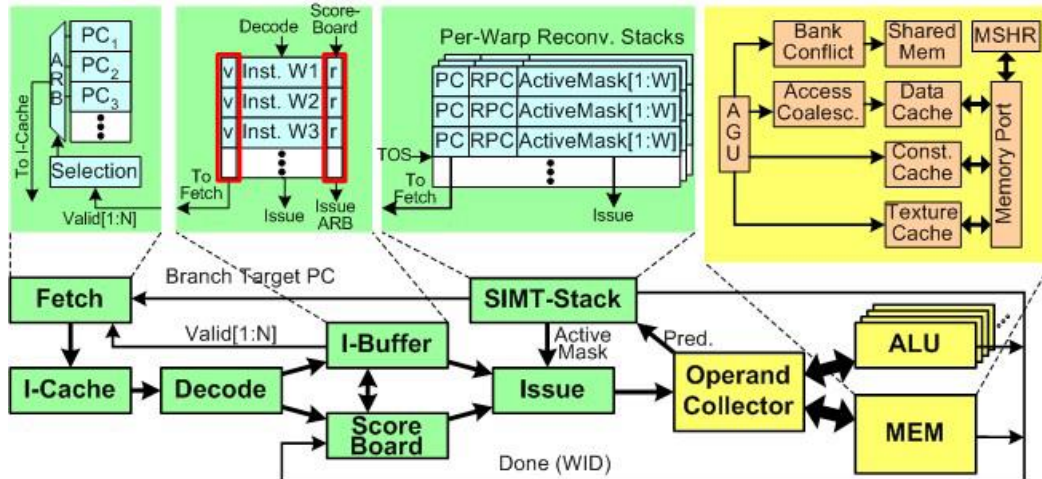 PC1
PC2
PC3
A
R
B
To I-Cache
Selection
Valid[1:N]
Decode
Score-
Board
v Inst. W1 r
v Inst. W2 r
v Inst. W3 r
To
Fetch
Issue
Issue
ARB
Per-Warp Reconv. Stacks
PC RPC ActiveMask[1:W]
PC RPC ActiveMask[1:W]
PC RPC ActiveMask[1:W]
TOS
To
Fetch
Issue
AGU
Bank
Conflict
Shared
Mem
MSHR
Access
Coalesc.
Data
Cache
Const.
Cache
Texture
Cache
Memory Port
Branch Target PC
Fetch
SIMT-Stack
Valid[1:N]
I-Buffer
Active
Mask
Pred.
ALU
I-Cache
Decode
Issue
Operand
Collector
Score
Board
MEM
Done (WID)